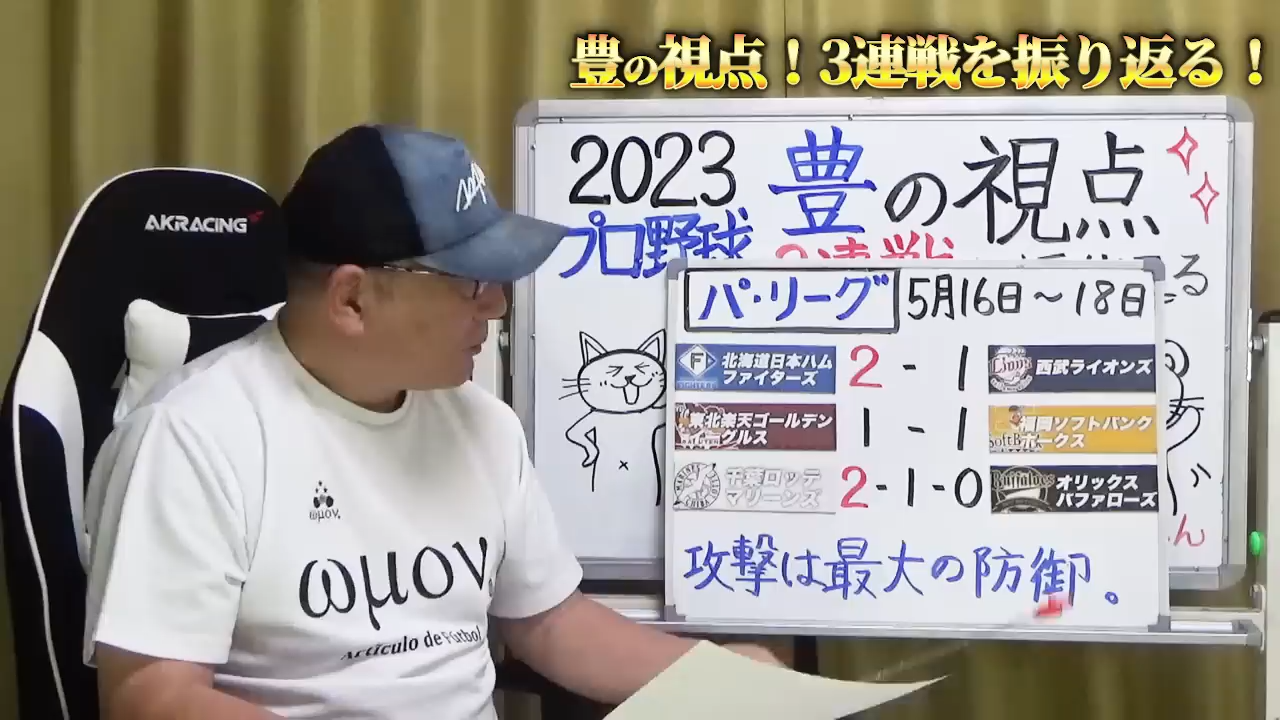 豊の視点！3連戦を振り返る！
2023 豊の視点
プロ野球 3連戦
パ・リーグ 5月16日～18日
北海道日本ハムファイターズ 2 - 1 西武ライオンズ
東北楽天ゴールデン
グルス 1 - 1 福岡ソフトバンク
ホークス
千葉ロッテ
マリーンズ 2-1-0 オリックス
バファローズ
攻撃は最大の防御。
AKRACING
ωμον.
ωμον.
Artículo de Fútbol